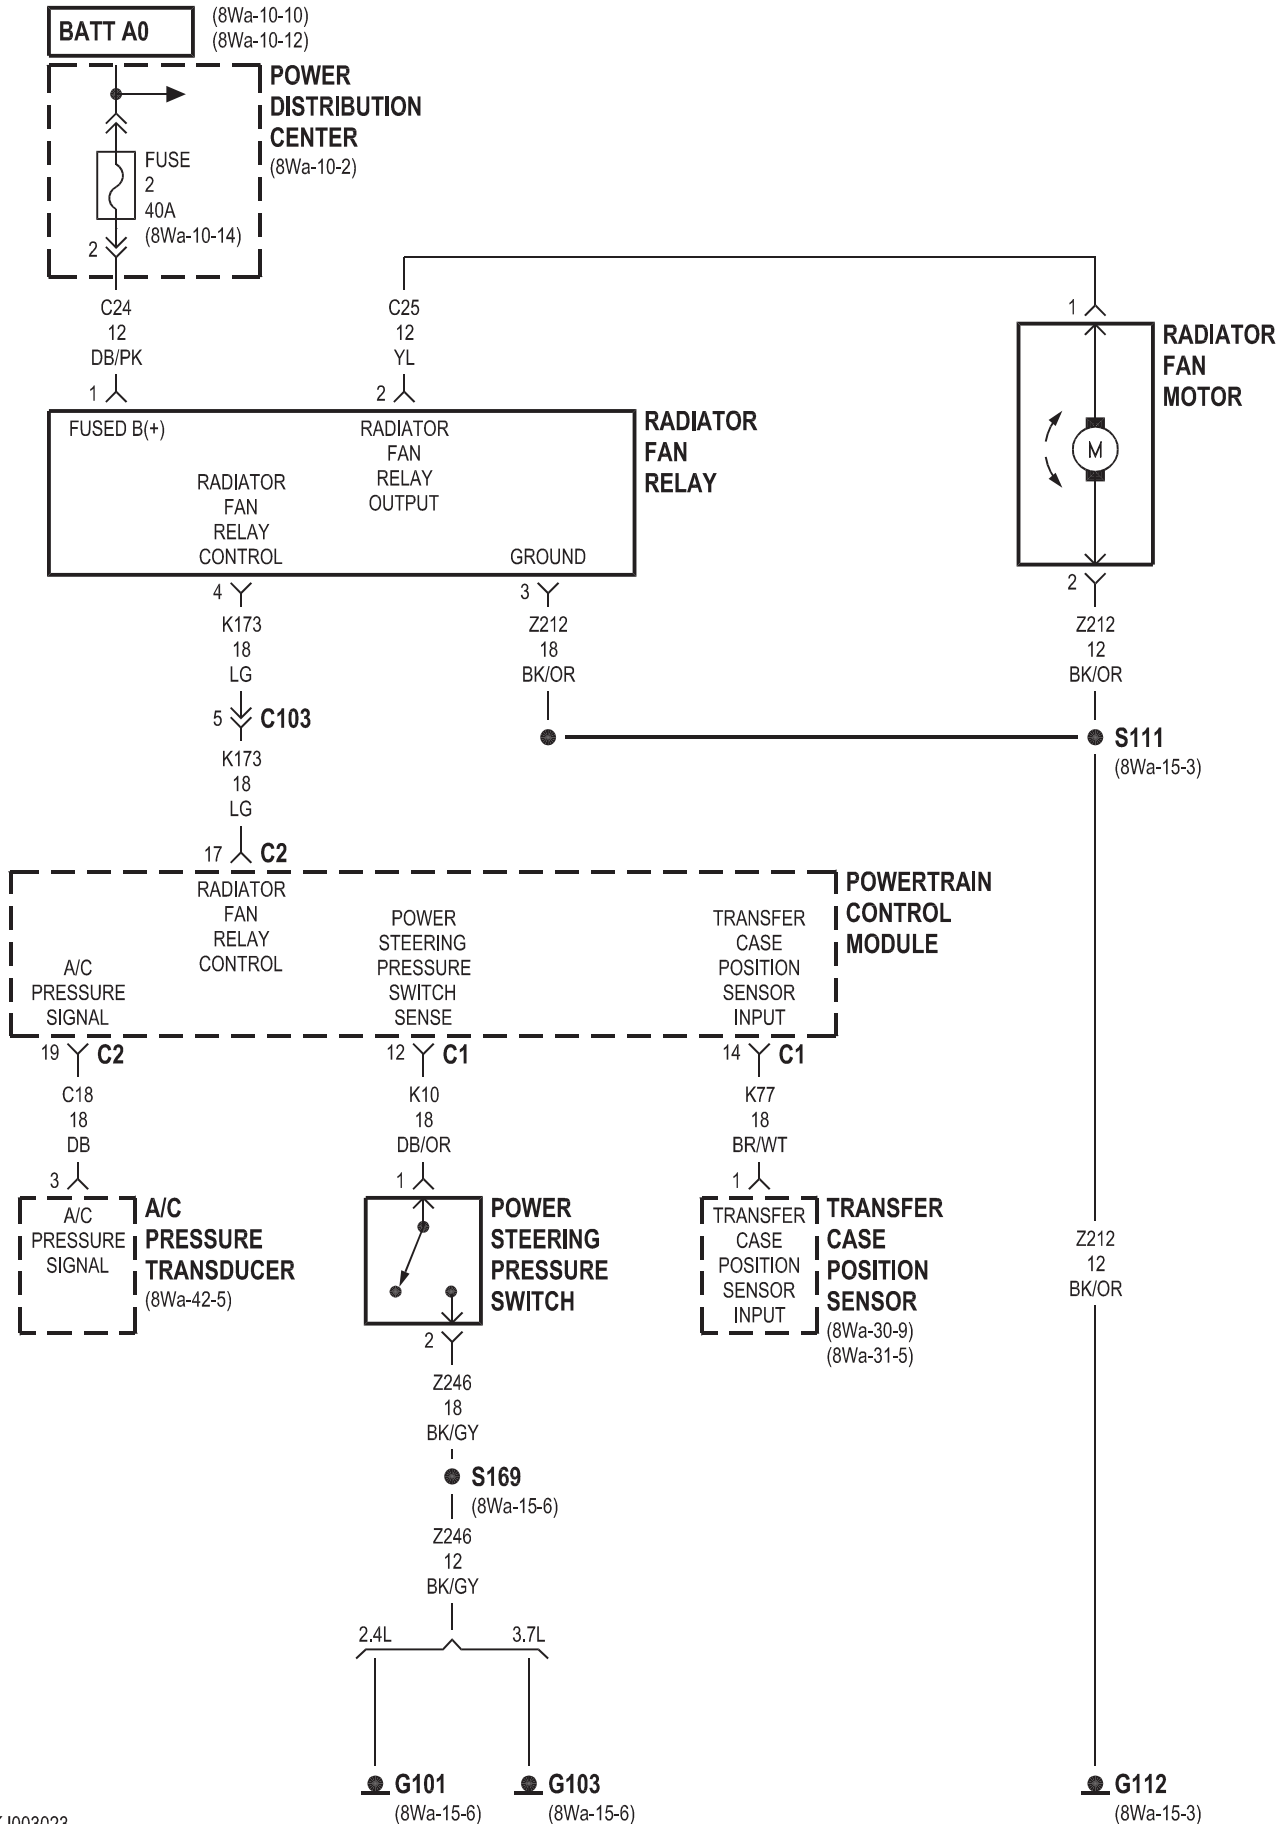 BATT A0
(8Wa-10-10)
(8Wa-10-12)
POWER
DISTRIBUTION
CENTER
(8Wa-10-2)
FUSE
2
40A
(8Wa-10-14)
2
C24
12
DB/PK
1
C25
12
YL
2
1
RADIATOR
FAN
MOTOR
M
FUSED B(+)
RADIATOR
FAN
RELAY
OUTPUT
RADIATOR
FAN
RELAY
CONTROL
GROUND
RADIATOR
FAN
RELAY
4
K173
18
LG
3
Z212
18
BK/OR
2
Z212
12
BK/OR
5
C103
K173
18
LG
S111
(8Wa-15-3)
17
C2
RADIATOR
FAN
RELAY
CONTROL
POWER
STEERING
PRESSURE
SWITCH
SENSE
TRANSFER
CASE
POSITION
SENSOR
INPUT
A/C
PRESSURE
SIGNAL
POWERTRAIN
CONTROL
MODULE
19
C2
C18
18
DB
3
12
C1
K10
18
DB/OR
1
14
C1
K77
18
BR/WT
1
A/C
PRESSURE
SIGNAL
A/C
PRESSURE
TRANSDUCER
(8Wa-42-5)
POWER
STEERING
PRESSURE
SWITCH
TRANSFER
CASE
POSITION
SENSOR
INPUT
TRANSFER
CASE
POSITION
SENSOR
(8Wa-30-9)
(8Wa-31-5)
Z212
12
BK/OR
2
Z246
18
BK/GY
S169
(8Wa-15-6)
Z246
12
BK/GY
2.4L
3.7L
G101
(8Wa-15-6)
G103
(8Wa-15-6)
G112
(8Wa-15-3)